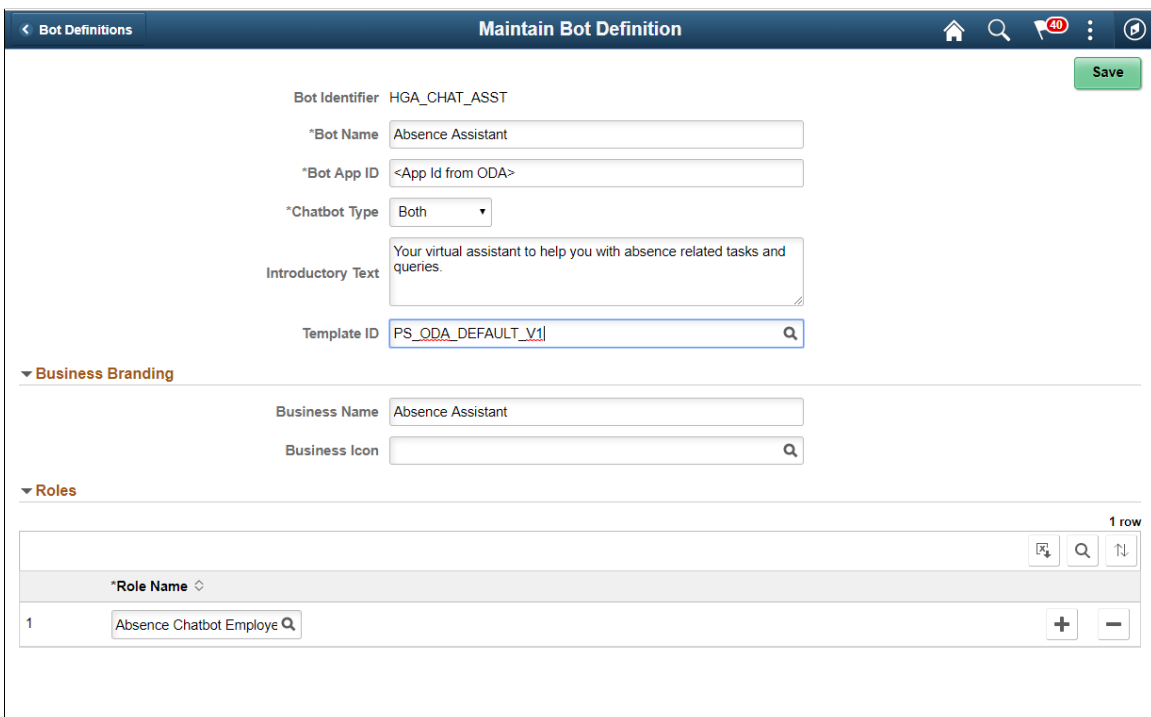 Bot Definitions
Maintain Bot Definition
40
Save
Bot Identifier HGA_CHAT_ASST
*Bot Name Absence Assistant
*Bot App ID <App Id from ODA>
*Chatbot Type Both
Introductory Text Your virtual assistant to help you with absence related tasks and
queries.
Template ID PS_ODA_DEFAULT_V1
Business Branding
Business Name Absence Assistant
Business Icon
Roles
1 row
*Role Name
1 Absence Chatbot Employe